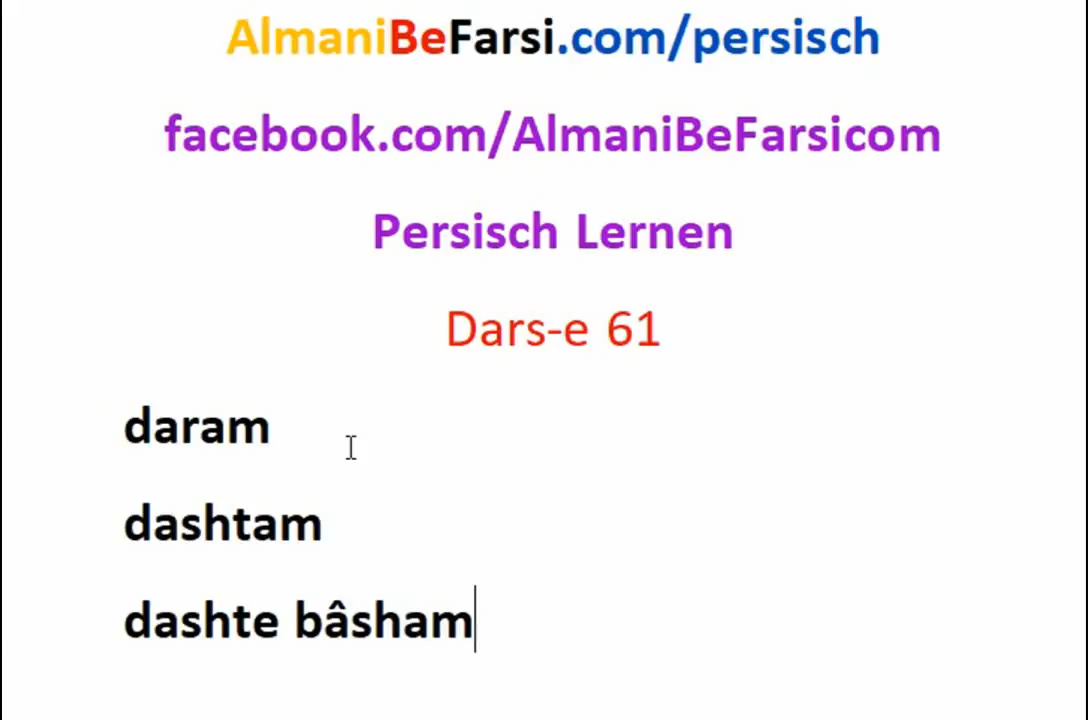 AlmaniBeFarsi.com/persisch
facebook.com/AlmaniBeFarsicom
Persisch Lernen
Dars-e 61
daram
dashtam
dashte bâsham